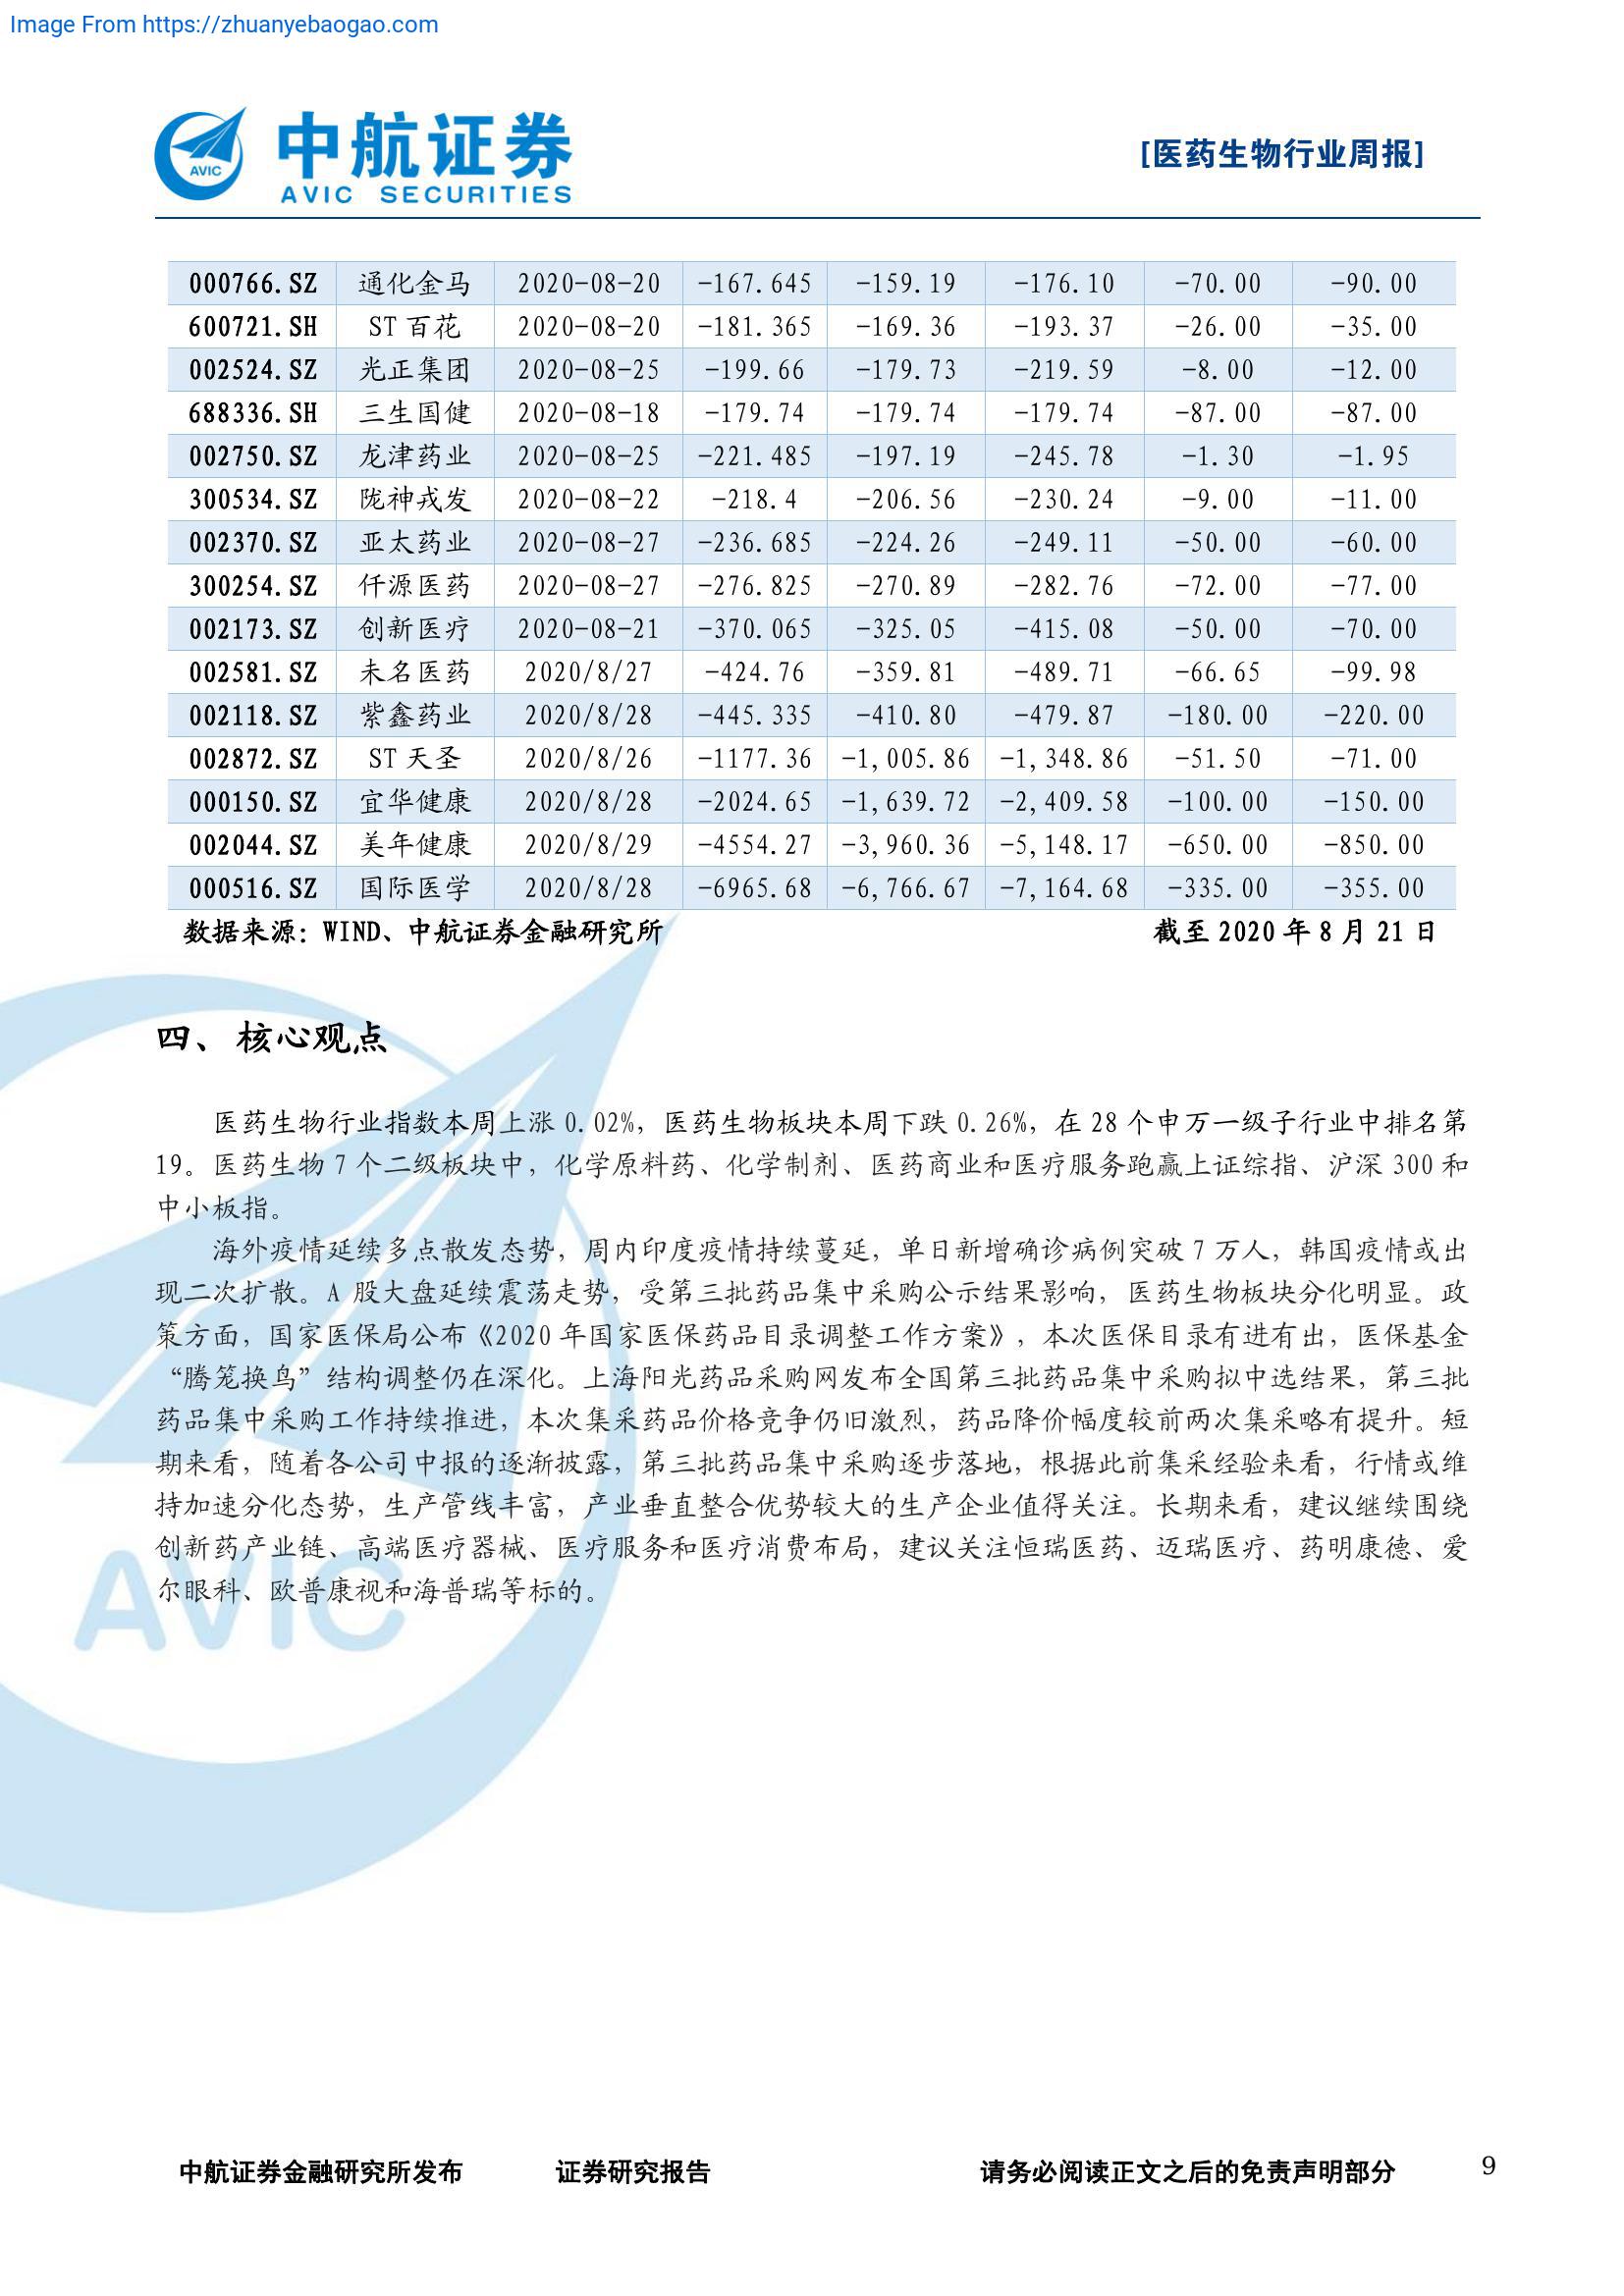 Image From https://zhuanyebaogao.com
中航证券
AVIC SECURITIES
AVIC
[医药生物行业周报]
000766.SZ 通化金马 2020-08-20 -167.645 -159.19 -176.10 -70.00 -90.00
600721.SH ST百花 2020-08-20 -181.365 -169.36 -193.37 -26.00 -35.00
002524.SZ 光正集团 2020-08-25 -199.66 -179.73 -219.59 -8.00 -12.00
688336.SH 三生国健 2020-08-18 -179.74 -179.74 -179.74 -87.00 -87.00
002750.SZ 龙津药业 2020-08-25 -221.485 -197.19 -245.78 -1.30 -1.95
300534.SZ 陇神戎发 2020-08-22 -218.4 -206.56 -230.24 -9.00 -11.00
002370.SZ 亚太药业 2020-08-27 -236.685 -224.26 -249.11 -50.00 -60.00
300254.SZ 仟源医药 2020-08-27 -276.825 -270.89 -282.76 -72.00 -77.00
002173.SZ 创新医疗 2020-08-21 -370.065 -325.05 -415.08 -50.00 -70.00
002581.SZ 未名医药 2020/8/27 -424.76 -359.81 -489.71 -66.65 -99.98
002118.SZ 紫鑫药业 2020/8/28 -445.335 -410.80 -479.87 -180.00 -220.00
002872.SZ ST天圣 2020/8/26 -1177.36 -1,005.86 -1,348.86 -51.50 -71.00
000150.SZ 宜华健康 2020/8/28 -2024.65 -1,639.72 -2,409.58 -100.00 -150.00
002044.SZ 美年健康 2020/8/29 -4554.27 -3,960.36 -5,148.17 -650.00 -850.00
000516.SZ 国际医学 2020/8/28 -6965.68 -6,766.67 -7,164.68 -335.00 -355.00
数据来源：WIND、中航证券金融研究所 截至 2020 年 8 月 21 日
四、 核心观点
医药生物行业指数本周上涨 0.02%，医药生物板块本周下跌 0.26%，在 28 个申万一级子行业中排名第
19。医药生物 7 个二级板块中，化学原料药、化学制剂、医药商业和医疗服务跑赢上证综指、沪深 300 和
中小板指。
海外疫情延续多点散发态势，周内印度疫情持续蔓延，单日新增确诊病例突破 7 万人，韩国疫情或出
现二次扩散。A 股大盘延续震荡走势，受第三批药品集中采购公示结果影响，医药生物板块分化明显。政
策方面，国家医保局公布《2020 年国家医保药品目录调整工作方案》，本次医保目录有进有出，医保基金
“腾笼换鸟”结构调整仍在深化。上海阳光药品采购网发布全国第三批药品集中采购拟中选结果，第三批
药品集中采购工作持续推进，本次集采药品价格竞争仍旧激烈，药品降价幅度较前两次集采略有提升。短
期来看，随着各公司中报的逐渐披露，第三批药品集中采购逐步落地，根据此前集采经验来看，行情或维
持加速分化态势，生产管线丰富，产业垂直整合优势较大的生产企业值得关注。长期来看，建议继续围绕
创新药产业链、高端医疗器械、医疗服务和医疗消费布局，建议关注恒瑞医药、迈瑞医疗、药明康德、爱
尔眼科、欧普康视和海普瑞等标的。
AVIC
中航证券金融研究所发布 证券研究报告 请务必阅读正文之后的免责声明部分 9